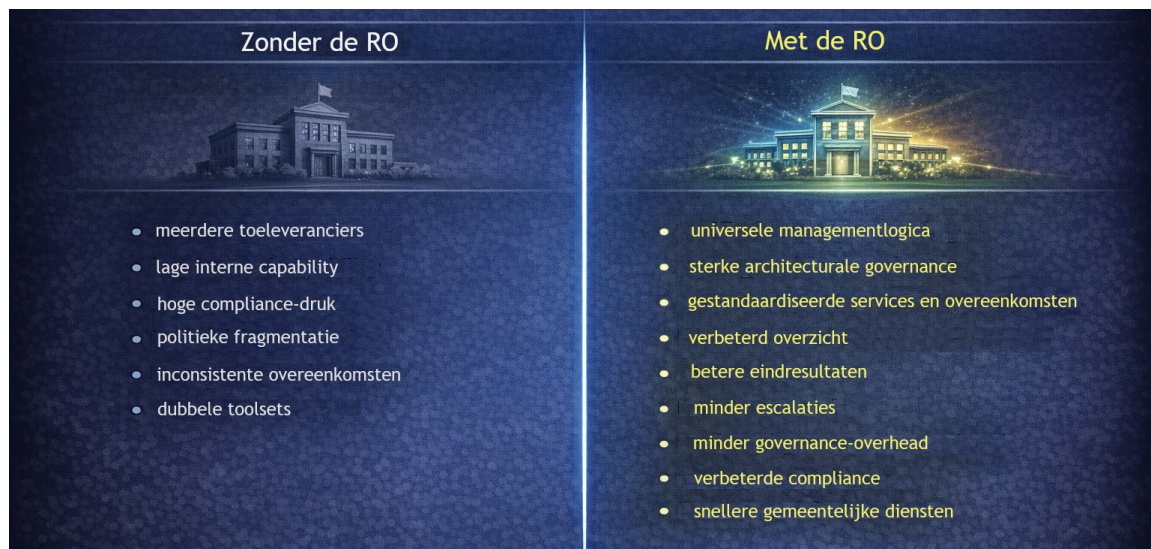 Zonder de RO
meerdere toeleveranciers
lage interne capability
hoge compliance-druk
politieke fragmentatie
inconsistente overeenkomsten
dubbele toolsets
Met de RO
universele managementlogica
sterke architecturale governance
gestandaardiseerde services en overeenkomsten
verbeterd overzicht
betere eindresultaten
minder escalaties
minder governance-overhead
verbeterde compliance
snellere gemeentelijke diensten